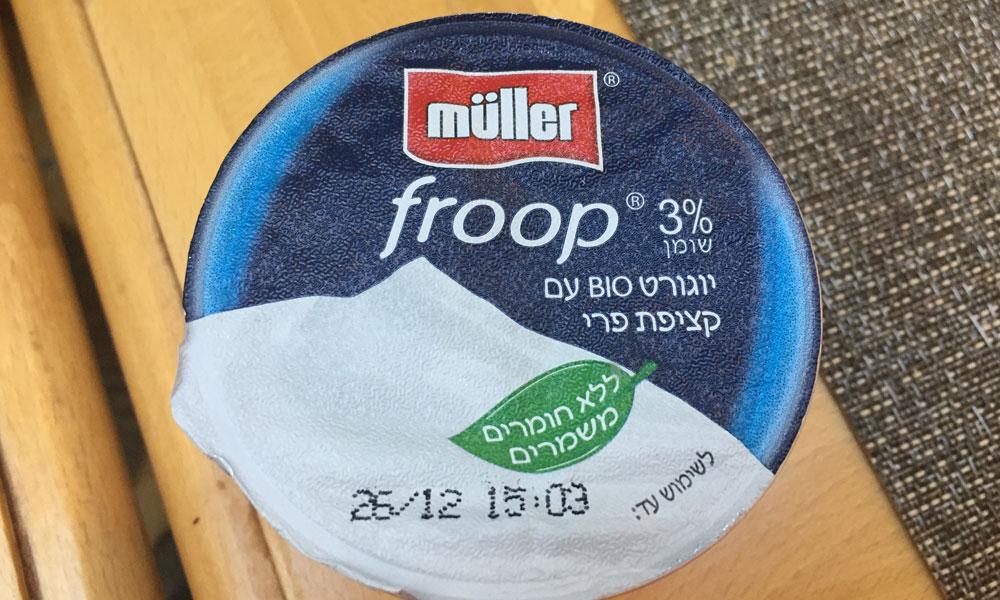 müller®
froop® 3%
שומן
יוגורט BIO עם
קציפת פרי
ללא חומרים
משמרים
לשימוש עד:
26/12 15:03